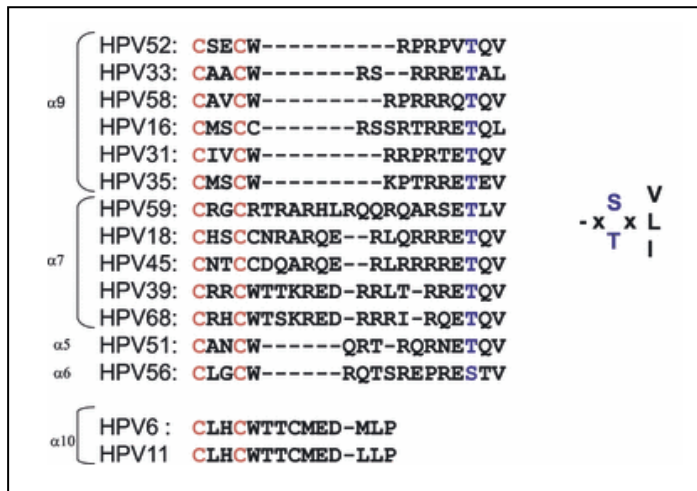 HPV52: CSECW----------RPRPVTQV
HPV33: CAACW-------RS--RRRETAL
HPV58: CAVCW---------RPRRRQTQV
α9 HPV16: CMSCC-------RSSRTRRETQL
HPV31: CIVCW---------RRPRTETQV
HPV35: CMSCW---------KPTRRETEV
HPV59: CRGCRTRARHLRQQRQARSETLV
HPV18: CHSCCNRARQE--RLQRRRETQV
α7 HPV45: CNTCCDQARQE--RLRRRRETQV
HPV39: CRRCWTTKRED-RRLT-RRETQV
HPV68: CRHCWTSKRED-RRRI-RQETQV
α5 HPV51: CANCW------QRT-RQRNETQV
α6 HPV56: CLGCW------RQTSREPRESTV
α10 HPV6 : CLHCWTTCMED-MLP
HPV11 CLHCWTTCMED-LLP
S V
- x x L
T I